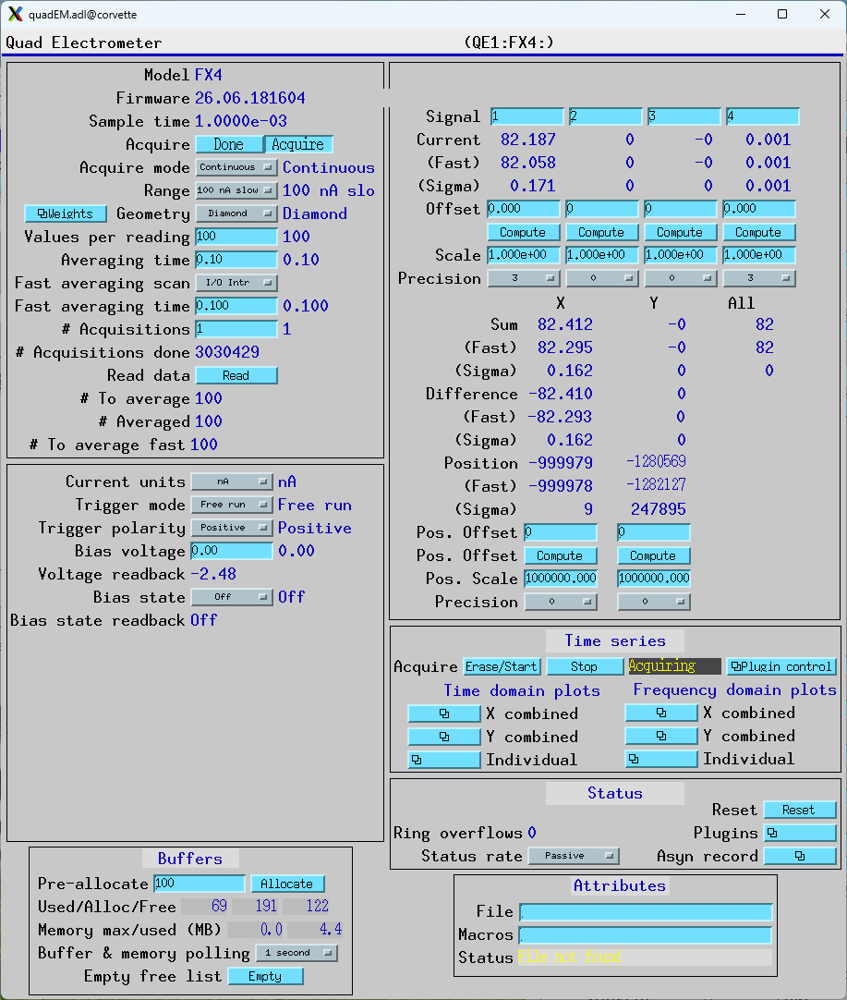 quadEM.adl@corvette
Quad Electrometer (QE1:FX4:)
Model FX4
Firmware 26.06.181604
Sample time 1.0000e-03
Acquire Done Acquire
Acquire mode Continuous Continuous
Range 100 nA slow 100 nA slo
Weights Geometry Diamond Diamond
Values per reading 100 100
Averaging time 0.10 0.10
Fast averaging scan I/O Intr
Fast averaging time 0.100 0.100
# Acquisitions 1 1
# Acquisitions done 3030429
Read data Read
# To average 100
# Averaged 100
# To average fast 100
Current units nA nA
Trigger mode Free run Free run
Trigger polarity Positive Positive
Bias voltage 0.00 0.00
Voltage readback -2.48
Bias state Off Off
Bias state readback Off
Buffers
Pre-allocate 100 Allocate
Used/Alloc/Free 69 191 122
Memory max/used (MB) 0.0 4.4
Buffer & memory polling 1 second
Empty free list Empty
Signal 1 2 3 4
Current 82.187 0 -0 0.001
(Fast) 82.058 0 -0 0.001
(Sigma) 0.171 0 0 0.001
Offset 0.000 0 0 0.000
Compute Compute Compute Compute
Scale 1.000e+00 1.000e+00 1.000e+00 1.000e+00
Precision 3 0 0 3
X Y All
Sum 82.412 -0 82
(Fast) 82.295 -0 82
(Sigma) 0.162 0 0
Difference -82.410 0
(Fast) -82.293 0
(Sigma) 0.162 0
Position -999979 -1280569
(Fast) -999978 -1282127
(Sigma) 9 247895
Pos. Offset 0 0
Pos. Offset Compute Compute
Pos. Scale 1000000.000 1000000.000
Precision 0 0
Time series
Acquire Erase/Start Stop Acquiring Plugin control
Time domain plots Frequency domain plots
X combined X combined
Y combined Y combined
Individual Individual
Status
Reset Reset
Ring overflows 0 Plugins
Status rate Passive Asyn record
Attributes
File
Macros
Status File not found